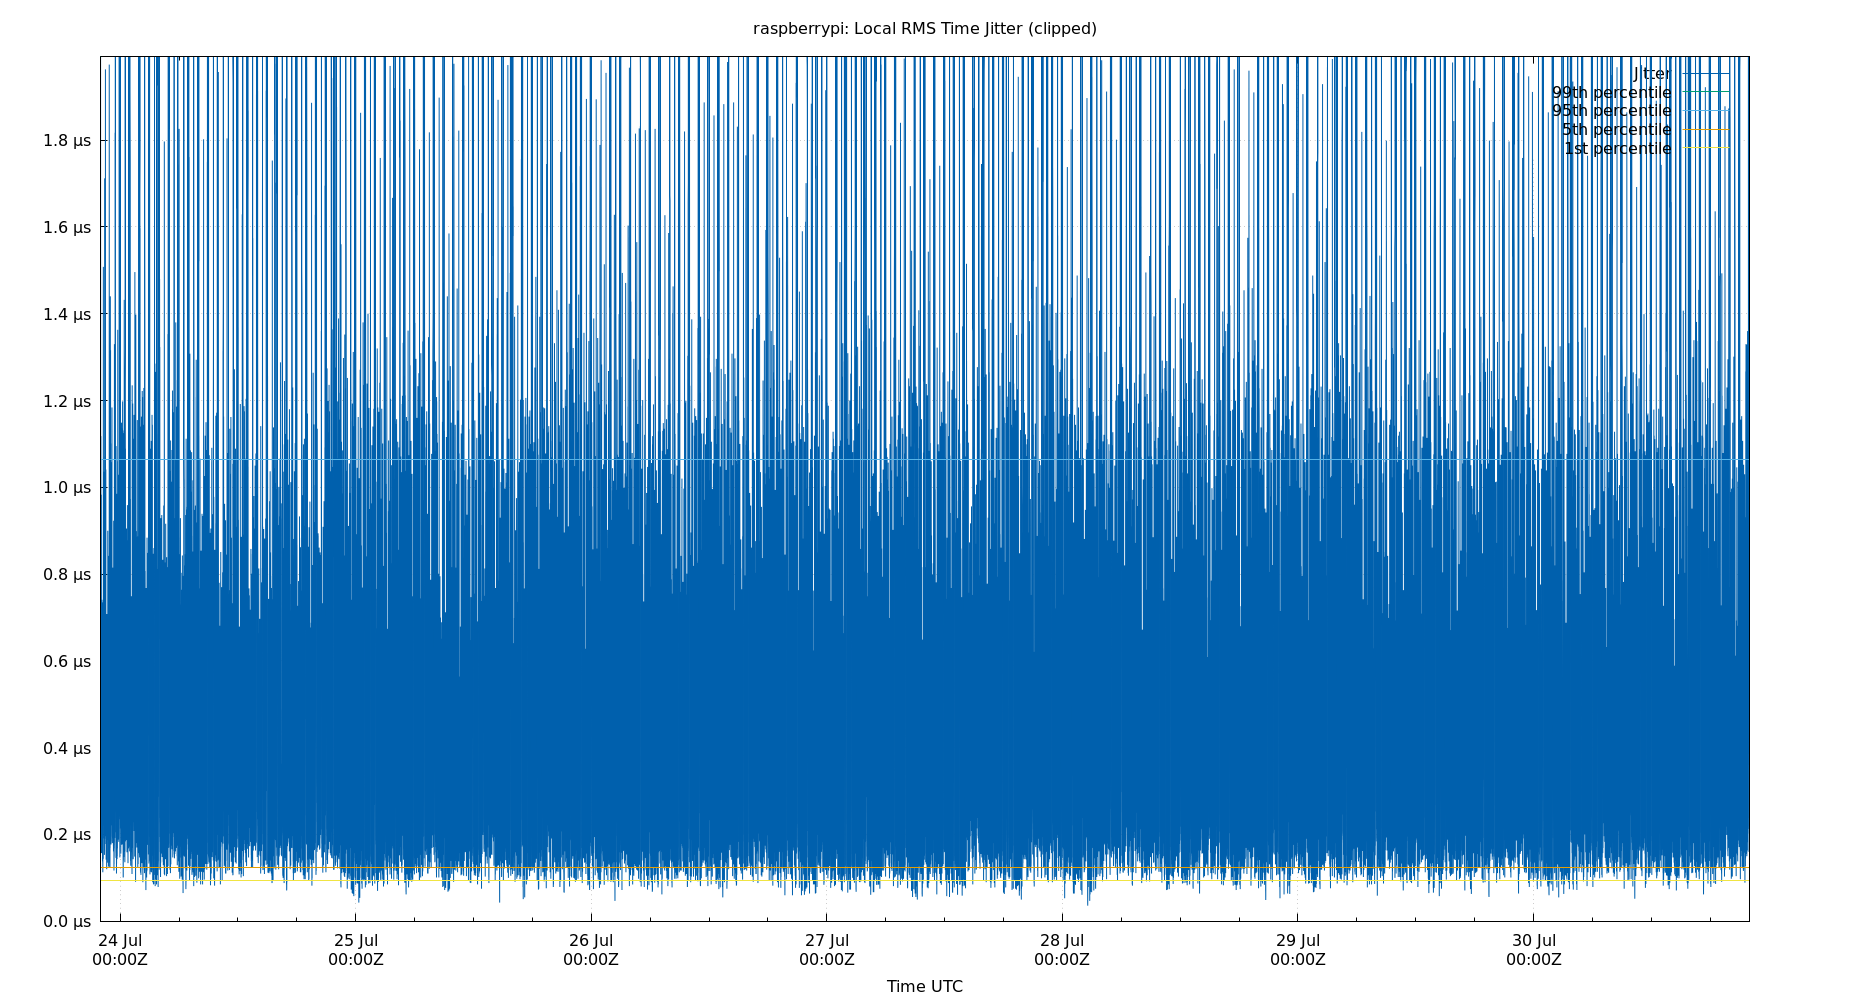 raspberrypi: Local RMS Time Jitter (clipped)
Jitter
99th percentile
95th percentile
5th percentile
1st percentile
1.8 µs
1.6 µs
1.4 µs
1.2 µs
1.0 µs
0.8 µs
0.6 µs
0.4 µs
0.2 µs
0.0 µs
24 Jul 25 Jul 26 Jul 27 Jul 28 Jul 29 Jul 30 Jul
00:00Z 00:00Z 00:00Z 00:00Z 00:00Z 00:00Z 00:00Z
Time UTC